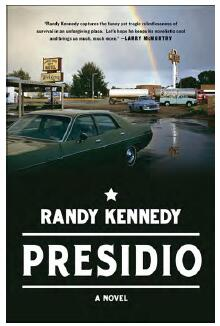 "Randy Kennedy captures the funny yet tragic relentlessness of
survival in an unforgiving place. Let's hope he keeps his novelistic cool
and brings us much, much more." —LARRY McMURTRY
RANDY KENNEDY
PRESIDIO
A NOVEL